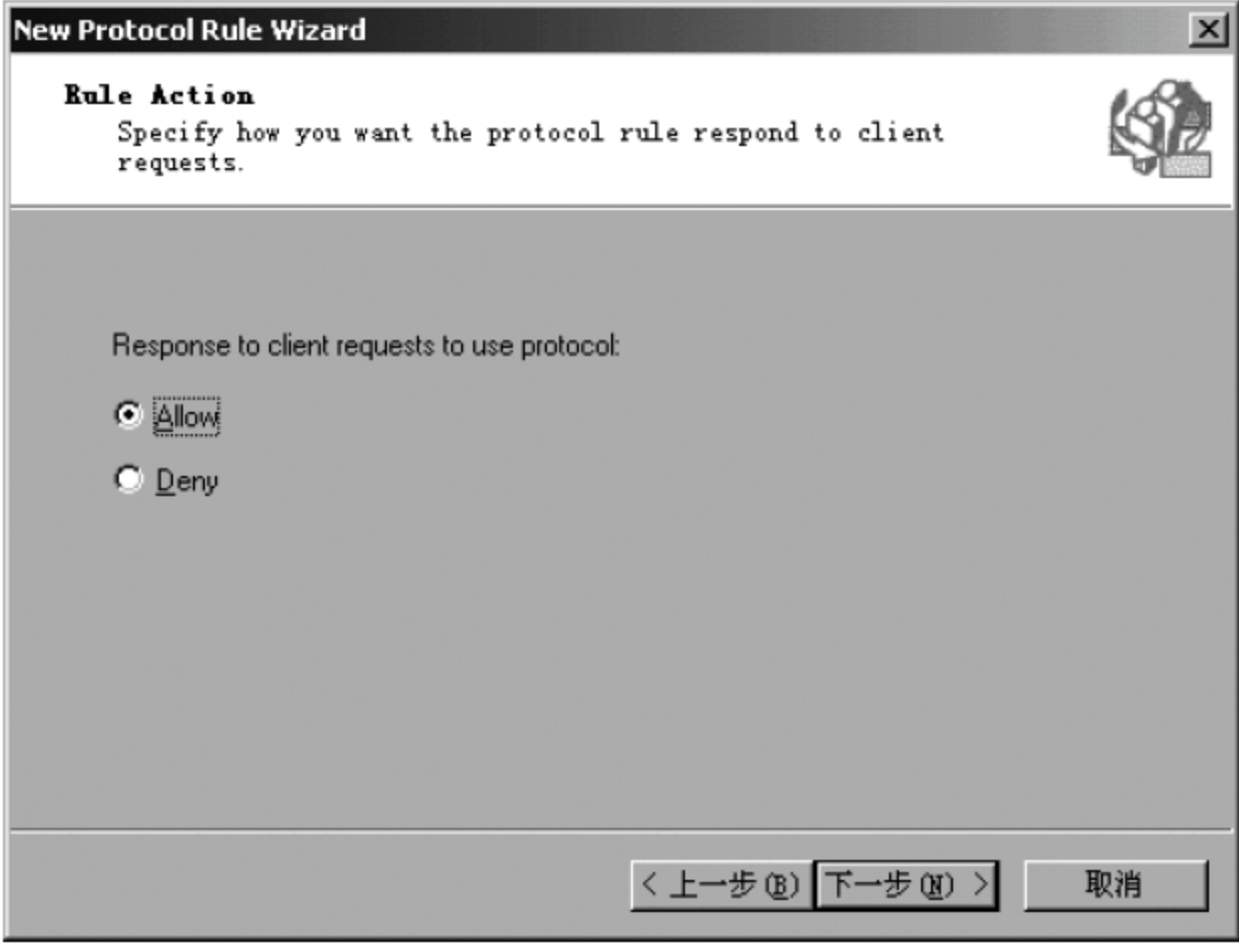 New Protocol Rule Wizard
Rule Action
Specify how you want the protocol rule respond to client
requests.
Response to client requests to use protocol:
Allow
Deny
< 上一步(B) 下一步(N) > 取消